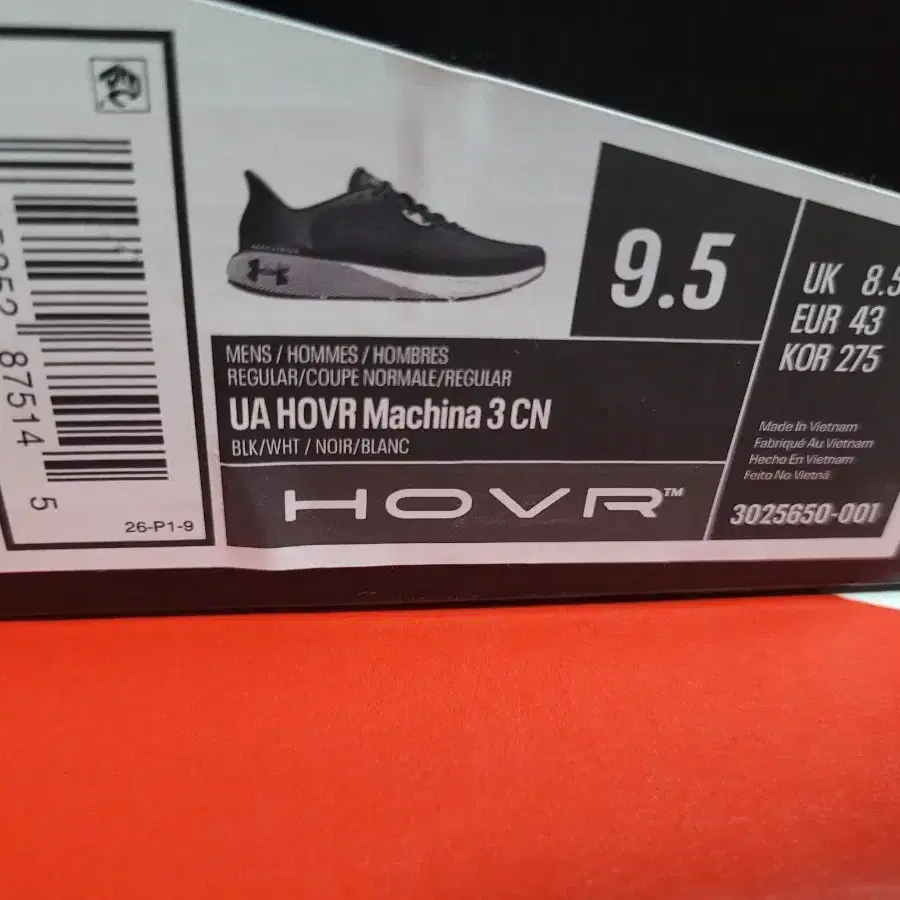 87514
5
26-P1-9
9.5
UK 8.5
EUR 43
KOR 275
MENS / HOMMES / HOMBRES
REGULAR/COUPE NORMALE/REGULAR
UA HOVR Machina 3 CN
BLK/WHT / NOIR/BLANC
HOVR™
Made In Vietnam
Fabriqué Au Vietnam
Hecho En Vietnam
Feito No Vietnã
3025650-001